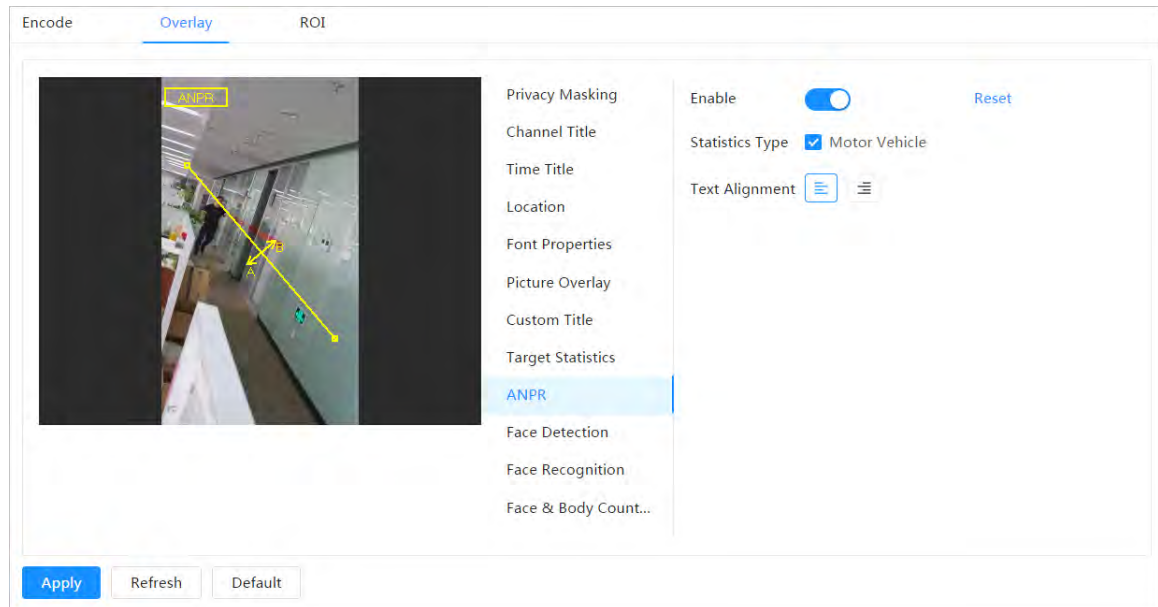 Encode Overlay ROI
ANPR
B
A
Privacy Masking
Channel Title
Time Title
Location
Font Properties
Picture Overlay
Custom Title
Target Statistics
ANPR
Face Detection
Face Recognition
Face & Body Count...
Enable Reset
Statistics Type Motor Vehicle
Text Alignment
Apply Refresh Default